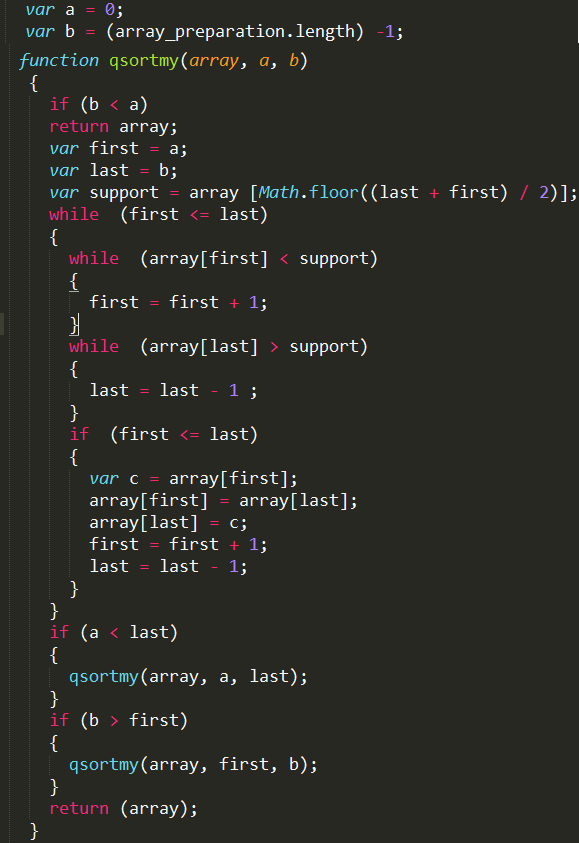 var a = 0;
var b = (array_preparation.length) -1;
function qsortmy(array, a, b)
{
if (b < a)
return array;
var first = a;
var last = b;
var support = array [Math.floor((last + first) / 2)];
while  (first <= last)
{
while  (array[first] < support)
{
first = first + 1;
}
while  (array[last] > support)
{
last = last - 1 ;
}
if  (first <= last)
{
var c = array[first];
array[first] = array[last];
array[last] = c;
first = first + 1;
last = last - 1;
}
}
if (a < last)
{
qsortmy(array, a, last);
}
if (b > first)
{
qsortmy(array, first, b);
}
return (array);
}